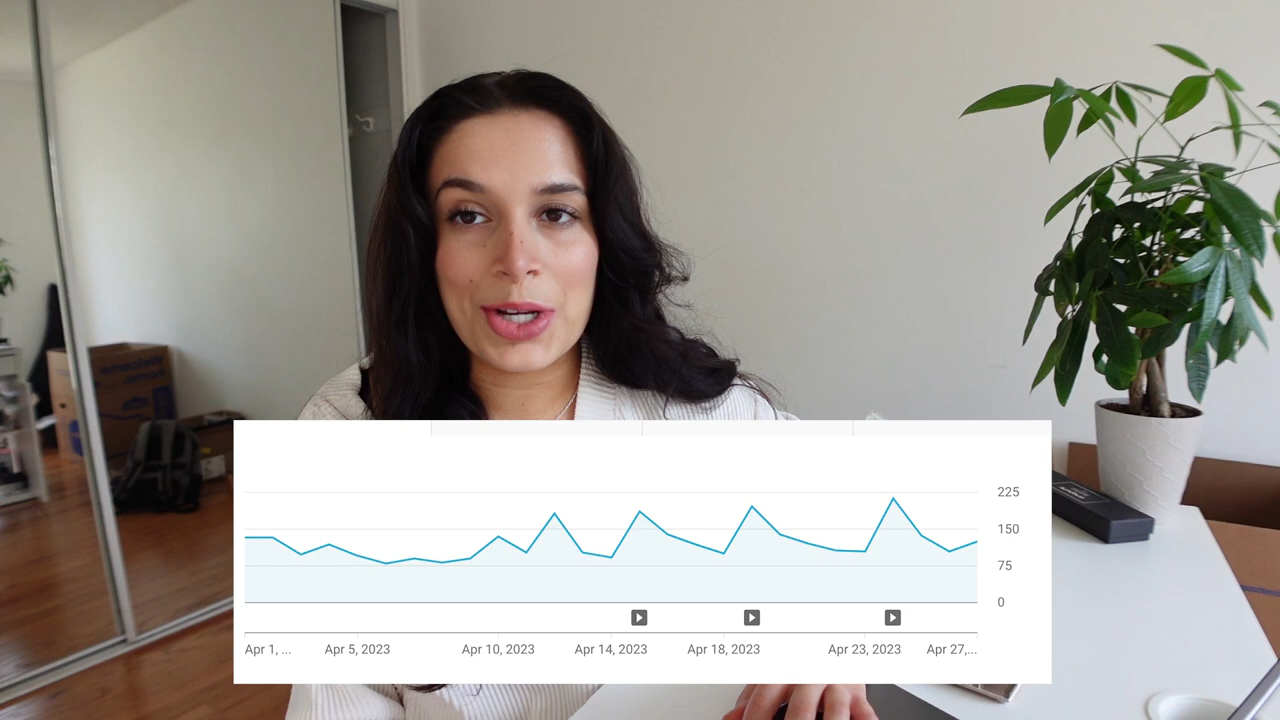 225
150
75
0
Apr 1, ...
Apr 5, 2023
Apr 10, 2023
Apr 14, 2023
Apr 18, 2023
Apr 23, 2023
Apr 27,...